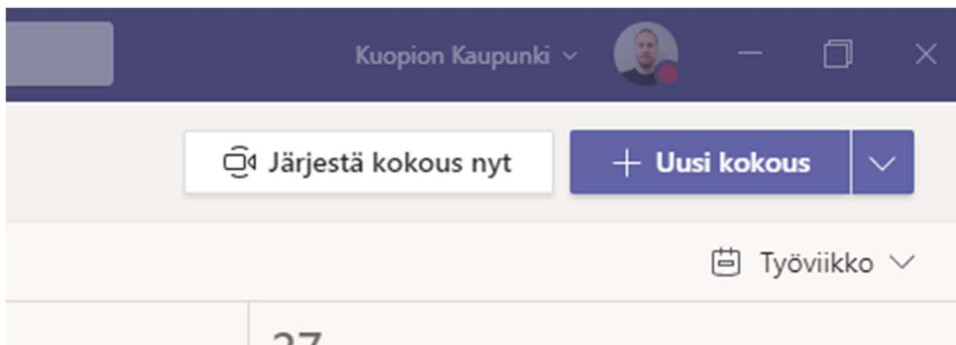 Kuopion Kaupunki
Järjestä kokous nyt
Uusi kokous
Työviikko
27